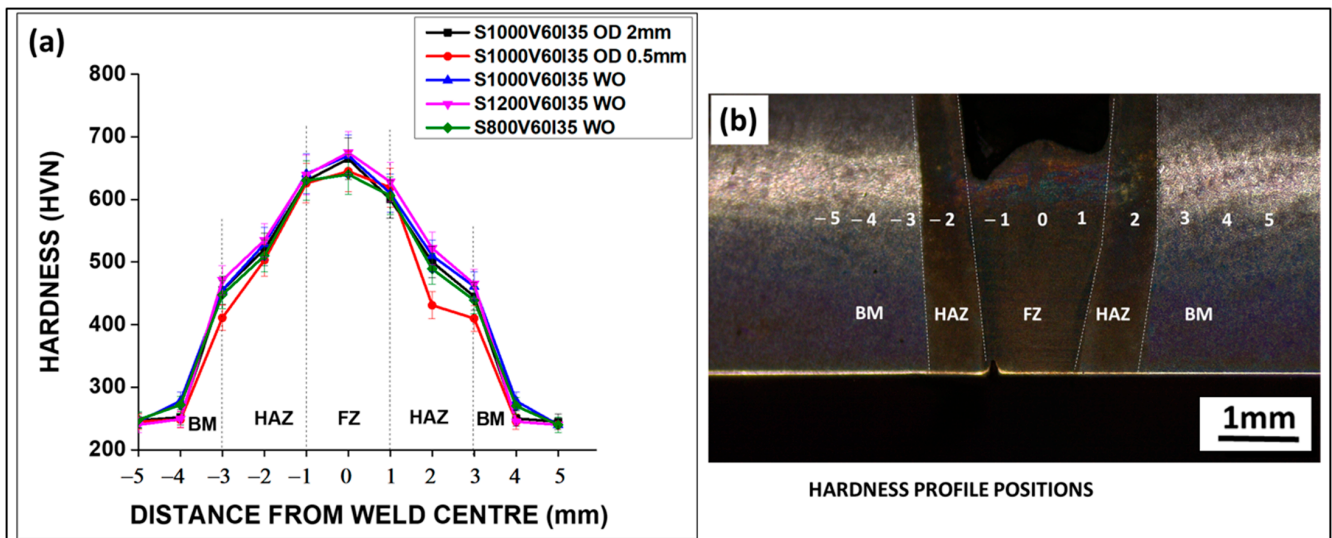 (a)
S1000V60I35 OD 2mm
S1000V60I35 OD 0.5mm
S1000V60I35 WO
S1200V60I35 WO
S800V60I35 WO
HARDNESS (HVN)
800
700
600
500
400
300
200
BM HAZ FZ HAZ BM
−5 −4 −3 −2 −1 0 1 2 3 4 5
DISTANCE FROM WELD CENTRE (mm)
(b)
−5 −4 −3 −2 −1 0 1 2 3 4 5
BM HAZ FZ HAZ BM
1mm
HARDNESS PROFILE POSITIONS